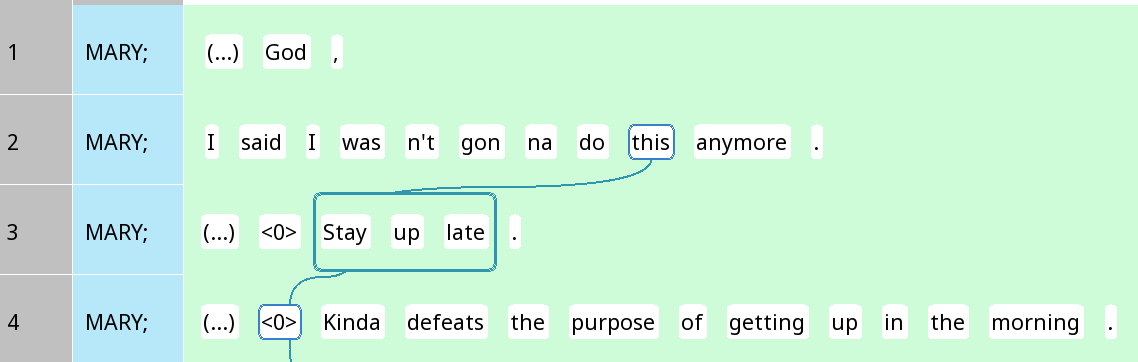 1 MARY; (...) God ,
2 MARY; I said I was n't gon na do this anymore .
3 MARY; (...) <0> Stay up late .
4 MARY; (...) <0> Kinda defeats the purpose of getting up in the morning .